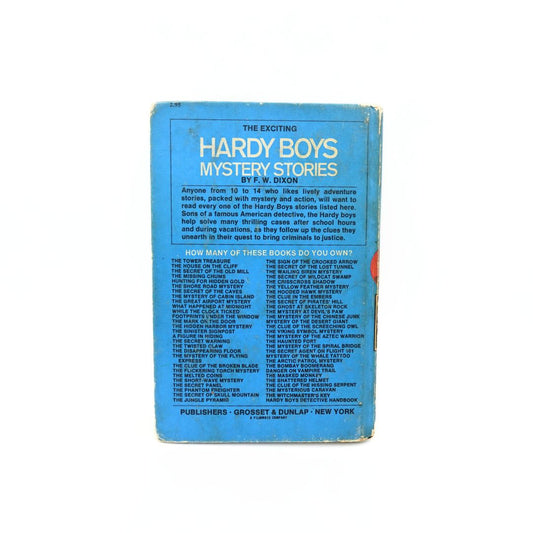 2.95
THE EXCITING
HARDY BOYS
MYSTERY STORIES
BY F. W. DIXON
Anyone from 10 to 14 who likes lively adventure
stories, packed with mystery and action, will want to
read every one of the Hardy Boys stories listed here.
Sons of a famous American detective, the Hardy boys
help solve many thrilling cases after school hours
and during vacations, as they follow up the clues they
unearth in their quest to bring criminals to justice.
HOW MANY OF THESE BOOKS DO YOU OWN?
THE TOWER TREASURE
THE HOUSE ON THE CLIFF
THE SECRET OF THE OLD MILL
THE MISSING CHUMS
HUNTING FOR HIDDEN GOLD
THE SHORE ROAD MYSTERY
THE SECRET OF THE CAVES
THE MYSTERY OF CABIN ISLAND
THE GREAT AIRPORT MYSTERY
WHAT HAPPENED AT MIDNIGHT
WHILE THE CLOCK TICKED
FOOTPRINTS UNDER THE WINDOW
THE MARK ON THE DOOR
THE HIDDEN HARBOR MYSTERY
THE SINISTER SIGNPOST
A FIGURE IN HIDING
THE SECRET WARNING
THE TWISTED CLAW
THE DISAPPEARING FLOOR
THE MYSTERY OF THE FLYING
EXPRESS
THE CLUE OF THE BROKEN BLADE
THE FLICKERING TORCH MYSTERY
THE MELTED COINS
THE SHORT-WAVE MYSTERY
THE SECRET PANEL
THE PHANTOM FREIGHTER
THE SECRET OF SKULL MOUNTAIN
THE JUNGLE PYRAMID
THE SIGN OF THE CROOKED ARROW
THE SECRET OF THE LOST TUNNEL
THE WAILING SIREN MYSTERY
THE SECRET OF WILDCAT SWAMP
THE CRISSCROSS SHADOW
THE YELLOW FEATHER MYSTERY
THE HOODED HAWK MYSTERY
THE CLUE IN THE EMBERS
THE SECRET OF PIRATES' HILL
THE GHOST AT SKELETON ROCK
THE MYSTERY AT DEVIL'S PAW
THE MYSTERY OF THE CHINESE JUNK
MYSTERY OF THE DESERT GIANT
THE CLUE OF THE SCREECHING OWL
THE VIKING SYMBOL MYSTERY
THE MYSTERY OF THE AZTEC WARRIOR
THE HAUNTED FORT
THE MYSTERY OF THE SPIRAL BRIDGE
THE SECRET AGENT ON FLIGHT 101
MYSTERY OF THE WHALE TATTOO
THE ARCTIC PATROL MYSTERY
THE BOMBAY BOOMERANG
DANGER ON VAMPIRE TRAIL
THE MASKED MONKEY
THE SHATTERED HELMET
THE CLUE OF THE HISSING SERPENT
THE MYSTERIOUS CARAVAN
THE WITCHMASTER'S KEY
HARDY BOYS DETECTIVE HANDBOOK
PUBLISHERS · GROSSET & DUNLAP · NEW YORK
A FILMWAYS COMPANY